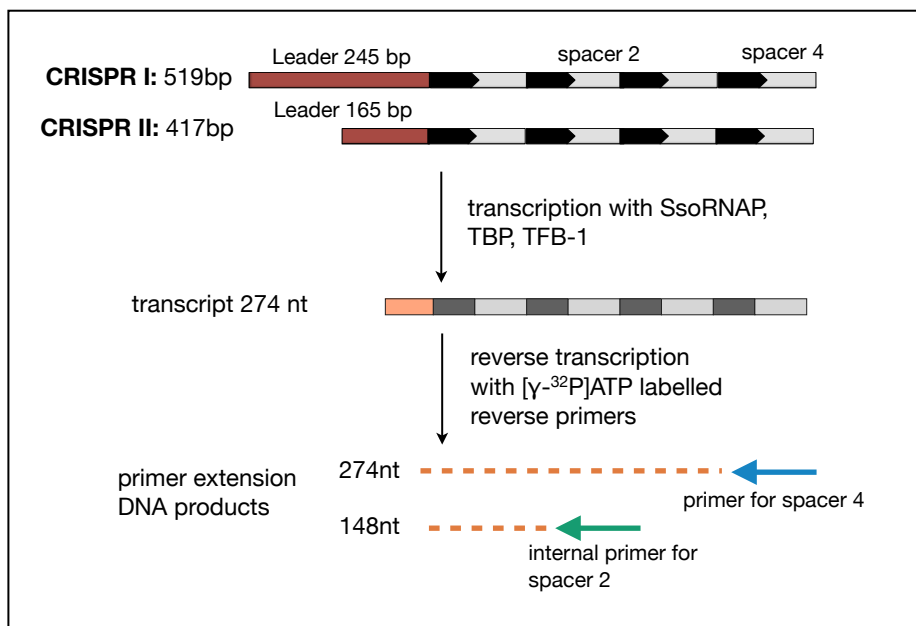 Leader 245 bp
spacer 2
spacer 4
CRISPR I: 519bp
Leader 165 bp
CRISPR II: 417bp
transcription with SsoRNAP,
TBP, TFB-1
transcript 274 nt
reverse transcription
with [γ-³²P]ATP labelled
reverse primers
primer extension
DNA products
274nt
primer for spacer 4
148nt
internal primer for
spacer 2